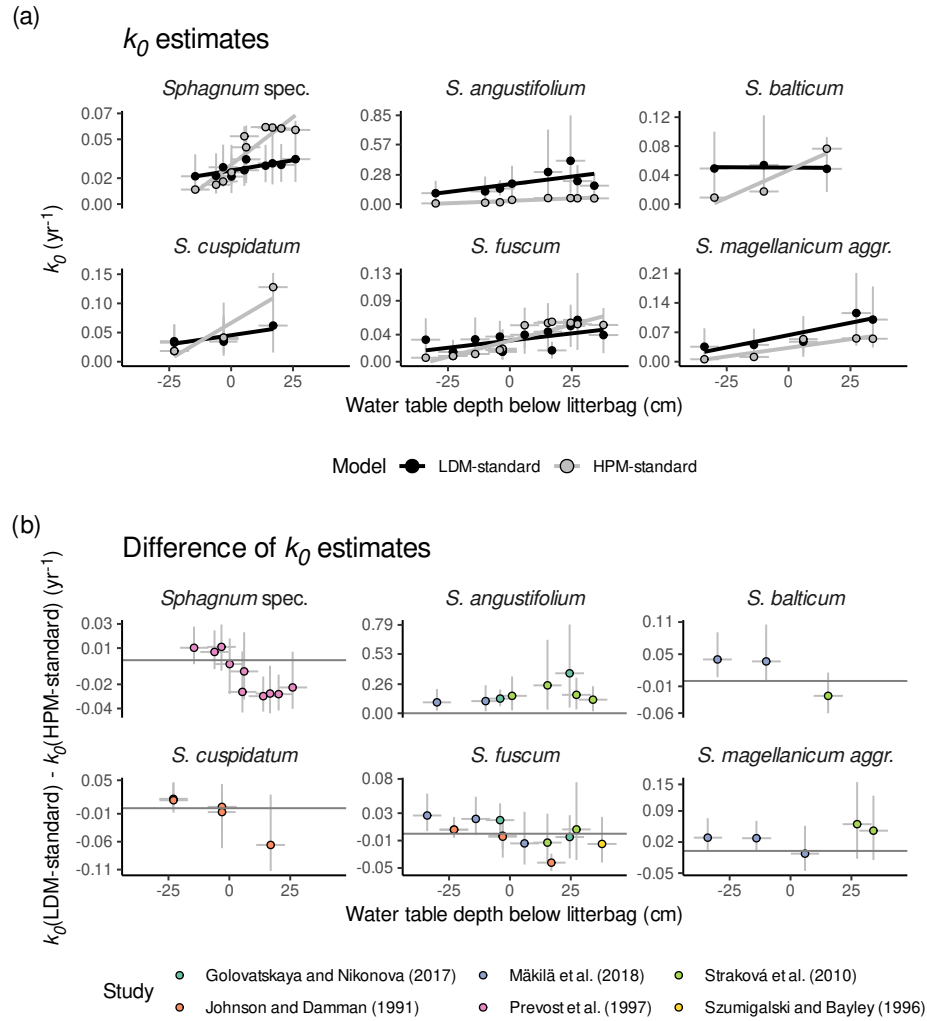 (a)
k0 estimates
Sphagnum spec.
S. angustifolium
S. balticum
0.07
0.02
0.00
0.85
0.57
0.28
0.00
0.12
0.08
0.04
0.00
k0 (yr-1)
S. cuspidatum
S. fuscum
S. magellanicum aggr.
0.15
0.10
0.05
0.00
0.13
0.08
0.04
0.00
0.21
0.14
0.07
0.00
-25 0 25
-25 0 25
-25 0 25
Water table depth below litterbag (cm)
Model LDM-standard HPM-standard
(b)
Difference of k0 estimates
k0(LDM-standard) - k0(HPM-standard) (yr-1)
Sphagnum spec.
S. angustifolium
S. balticum
0.03
0.01
-0.02
-0.04
0.79
0.53
0.26
0.00
0.11
0.05
-0.01
-0.06
S. cuspidatum
S. fuscum
S. magellanicum aggr.
0.05
-0.01
-0.06
-0.11
0.08
0.03
-0.01
-0.05
0.15
0.09
0.02
-0.05
-25 0 25
-25 0 25
-25 0 25
Water table depth below litterbag (cm)
Study
Golovatskaya and Nikonova (2017)
Mäkilä et al. (2018)
Straková et al. (2010)
Johnson and Damman (1991)
Prevost et al. (1997)
Szumigalski and Bayley (1996)